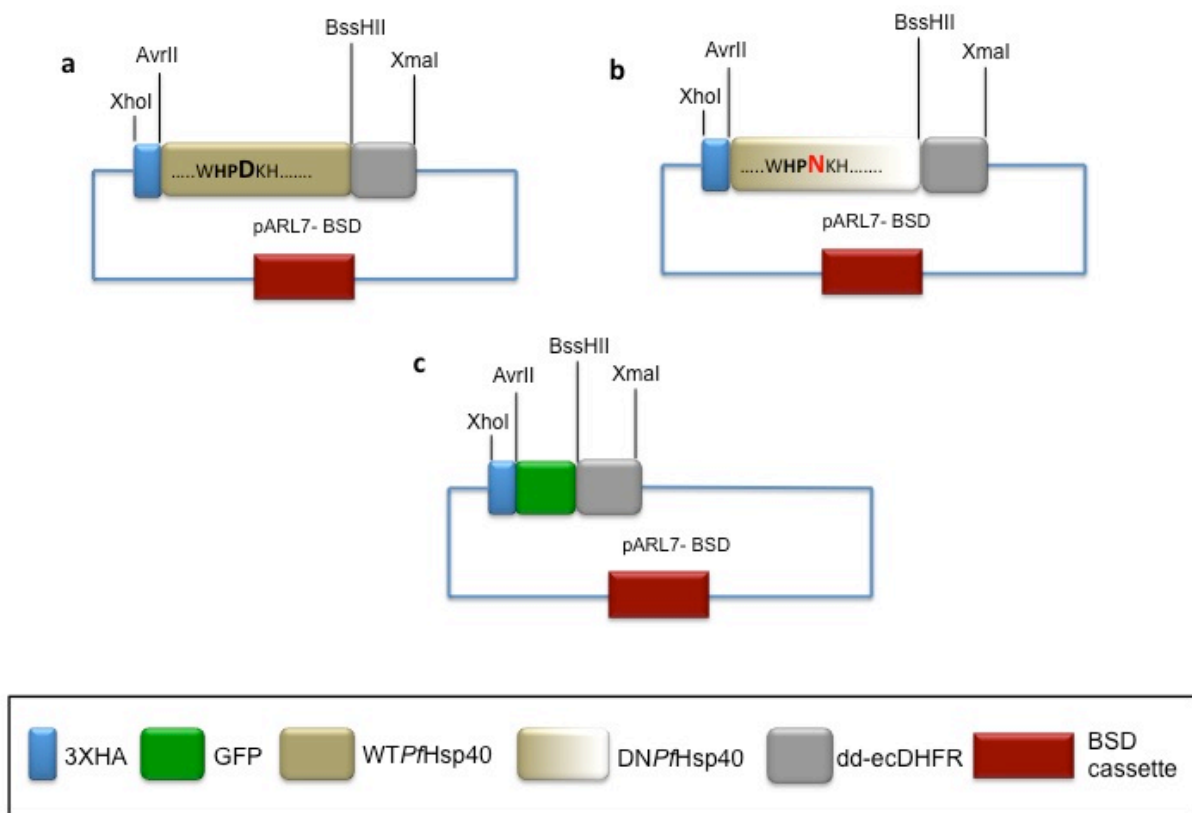 a
XhoI
AvrII
BssHII
XmaI
.....WHPDKH.......
pARL7- BSD
b
XhoI
AvrII
BssHII
XmaI
.....WHPNKH.......
pARL7- BSD
c
XhoI
AvrII
BssHII
XmaI
pARL7- BSD
3XHA
GFP
WTPfHsp40
DNPfHsp40
dd-ecDHFR
BSD
cassette